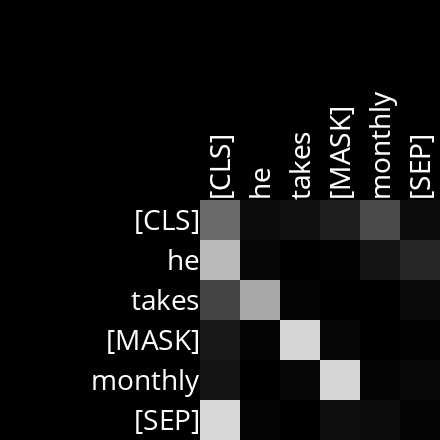 [CLS] he takes [MASK] monthly [SEP]
[CLS]
he
takes
[MASK]
monthly
[SEP]